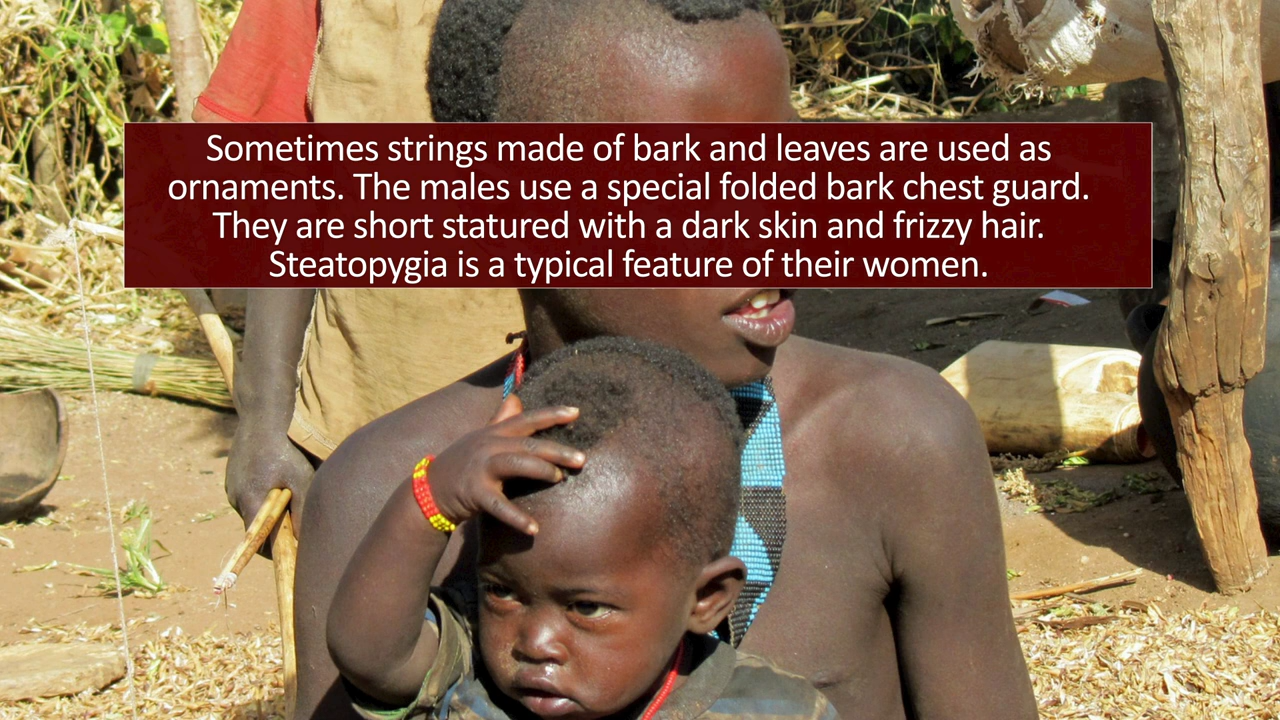 Sometimes strings made of bark and leaves are used as
ornaments. The males use a special folded bark chest guard.
They are short statured with a dark skin and frizzy hair.
Steatopygia is a typical feature of their women.